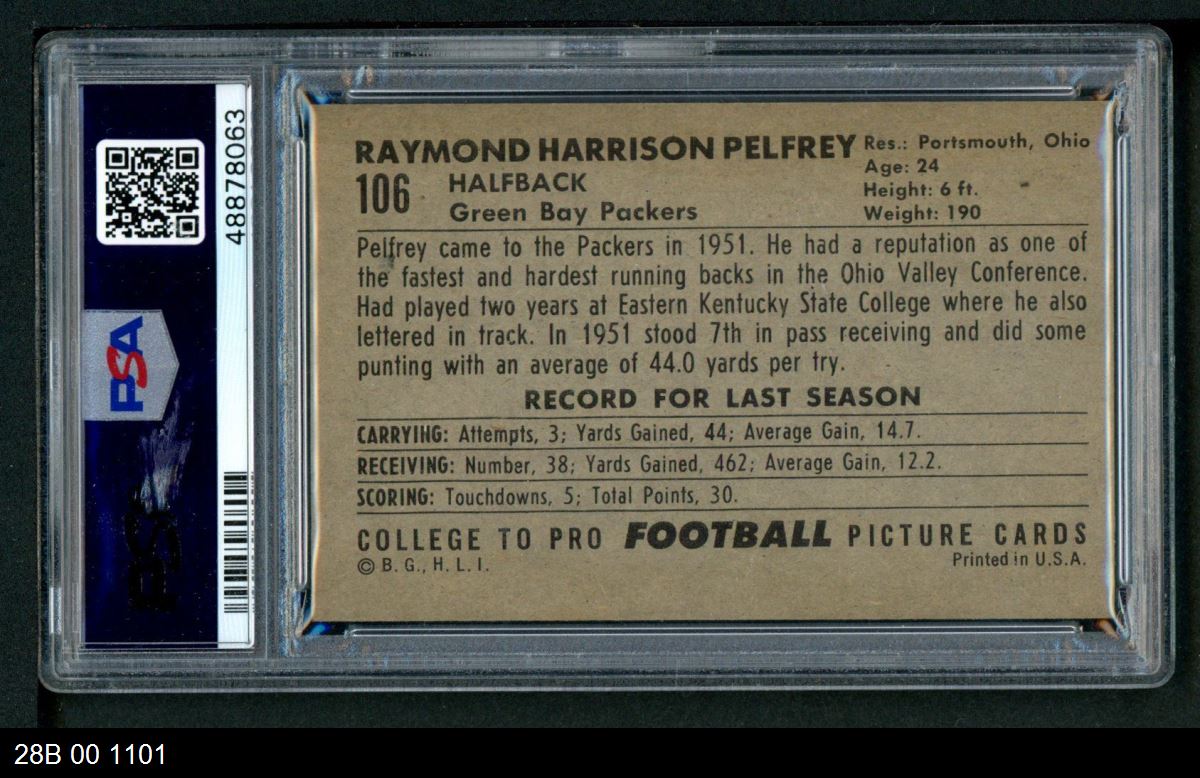 48878063
PSA
RAYMOND HARRISON PELFREY
106
HALFBACK
Green Bay Packers
Res.: Portsmouth, Ohio
Age: 24
Height: 6 ft.
Weight: 190
Pelfrey came to the Packers in 1951. He had a reputation as one of
the fastest and hardest running backs in the Ohio Valley Conference.
Had played two years at Eastern Kentucky State College where he also
lettered in track. In 1951 stood 7th in pass receiving and did some
punting with an average of 44.0 yards per try.
RECORD FOR LAST SEASON
CARRYING: Attempts, 3; Yards Gained, 44; Average Gain, 14.7.
RECEIVING: Number, 38; Yards Gained, 462; Average Gain, 12.2.
SCORING: Touchdowns, 5; Total Points, 30.
COLLEGE TO PRO FOOTBALL PICTURE CARDS
© B. G., H. L. I.
Printed in U.S.A.
28B 00 1101